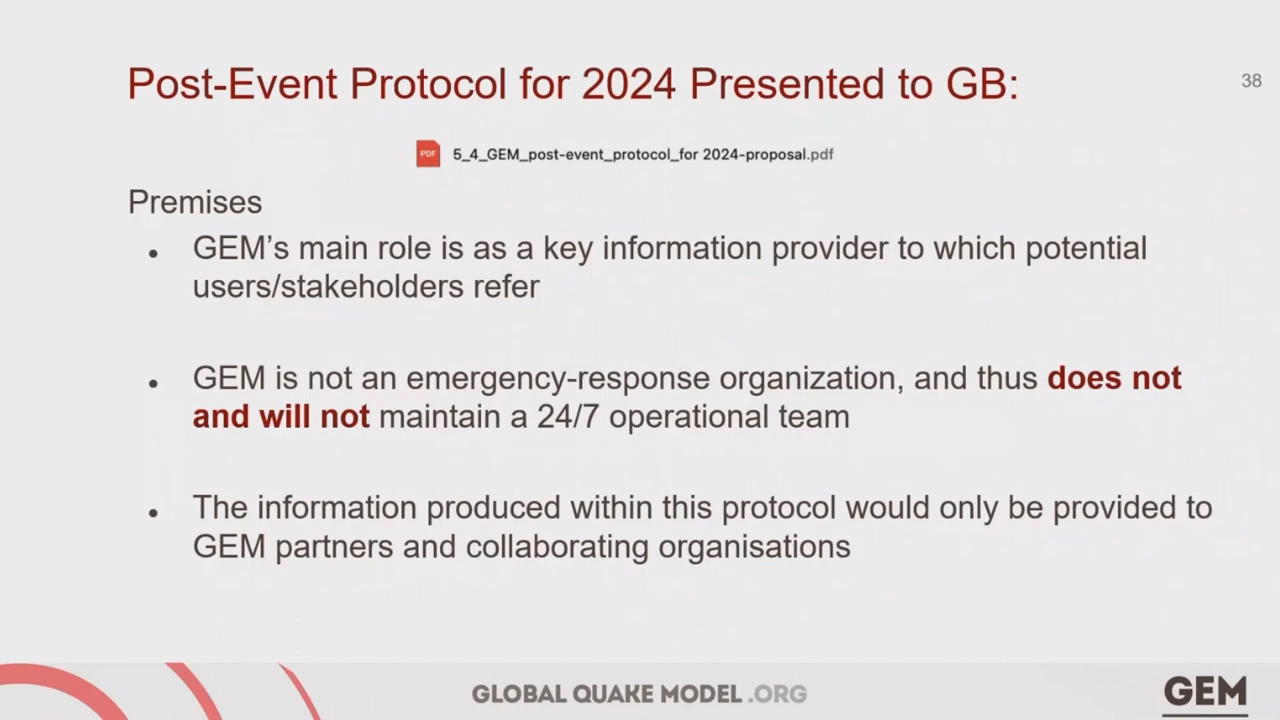 Post-Event Protocol for 2024 Presented to GB:
38
PDF 5_4_GEM_post-event_protocol_for 2024-proposal.pdf
Premises
• GEM’s main role is as a key information provider to which potential
users/stakeholders refer
• GEM is not an emergency-response organization, and thus does not
and will not maintain a 24/7 operational team
• The information produced within this protocol would only be provided to
GEM partners and collaborating organisations
GLOBAL QUAKE MODEL .ORG
GEM